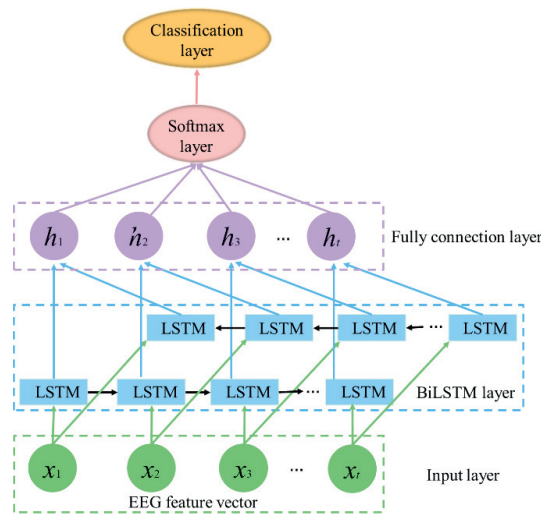 Classification
layer
Softmax
layer
h1 'n2 h3 ... ht
Fully connection layer
LSTM LSTM LSTM ... LSTM
LSTM LSTM LSTM ... LSTM
BiLSTM layer
x1 x2 x3 ... xt
Input layer
EEG feature vector